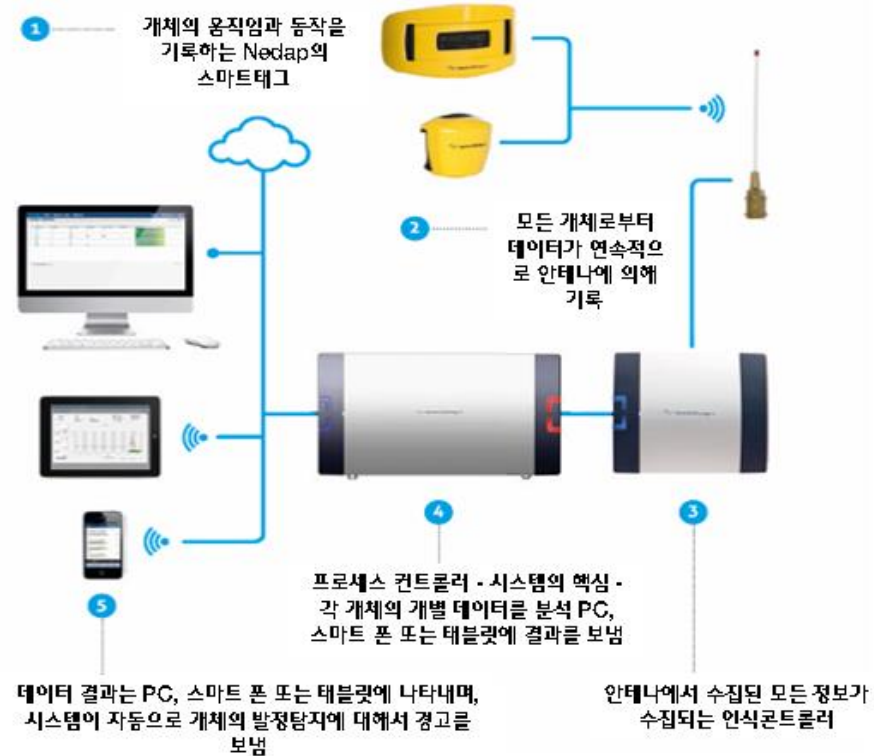 1
개체의 움직임과 동작을
기록하는 Nedap의
스마트태그
2
모든 개체로부터
데이터가 연속적으
로 안테나에 의해
기록
4
3
프로세스 컨트롤러 - 시스템의 핵심 -
각 개체의 개별 데이터를 분석 PC,
스마트 폰 또는 태블릿에 결과를 보냄
5
데이터 결과는 PC, 스마트 폰 또는 태블릿에 나타내며,
시스템이 자동으로 개체의 발정탐지에 대해서 경고를
보냄
안테나에서 수집된 모든 정보가
수집되는 인식콘트롤러